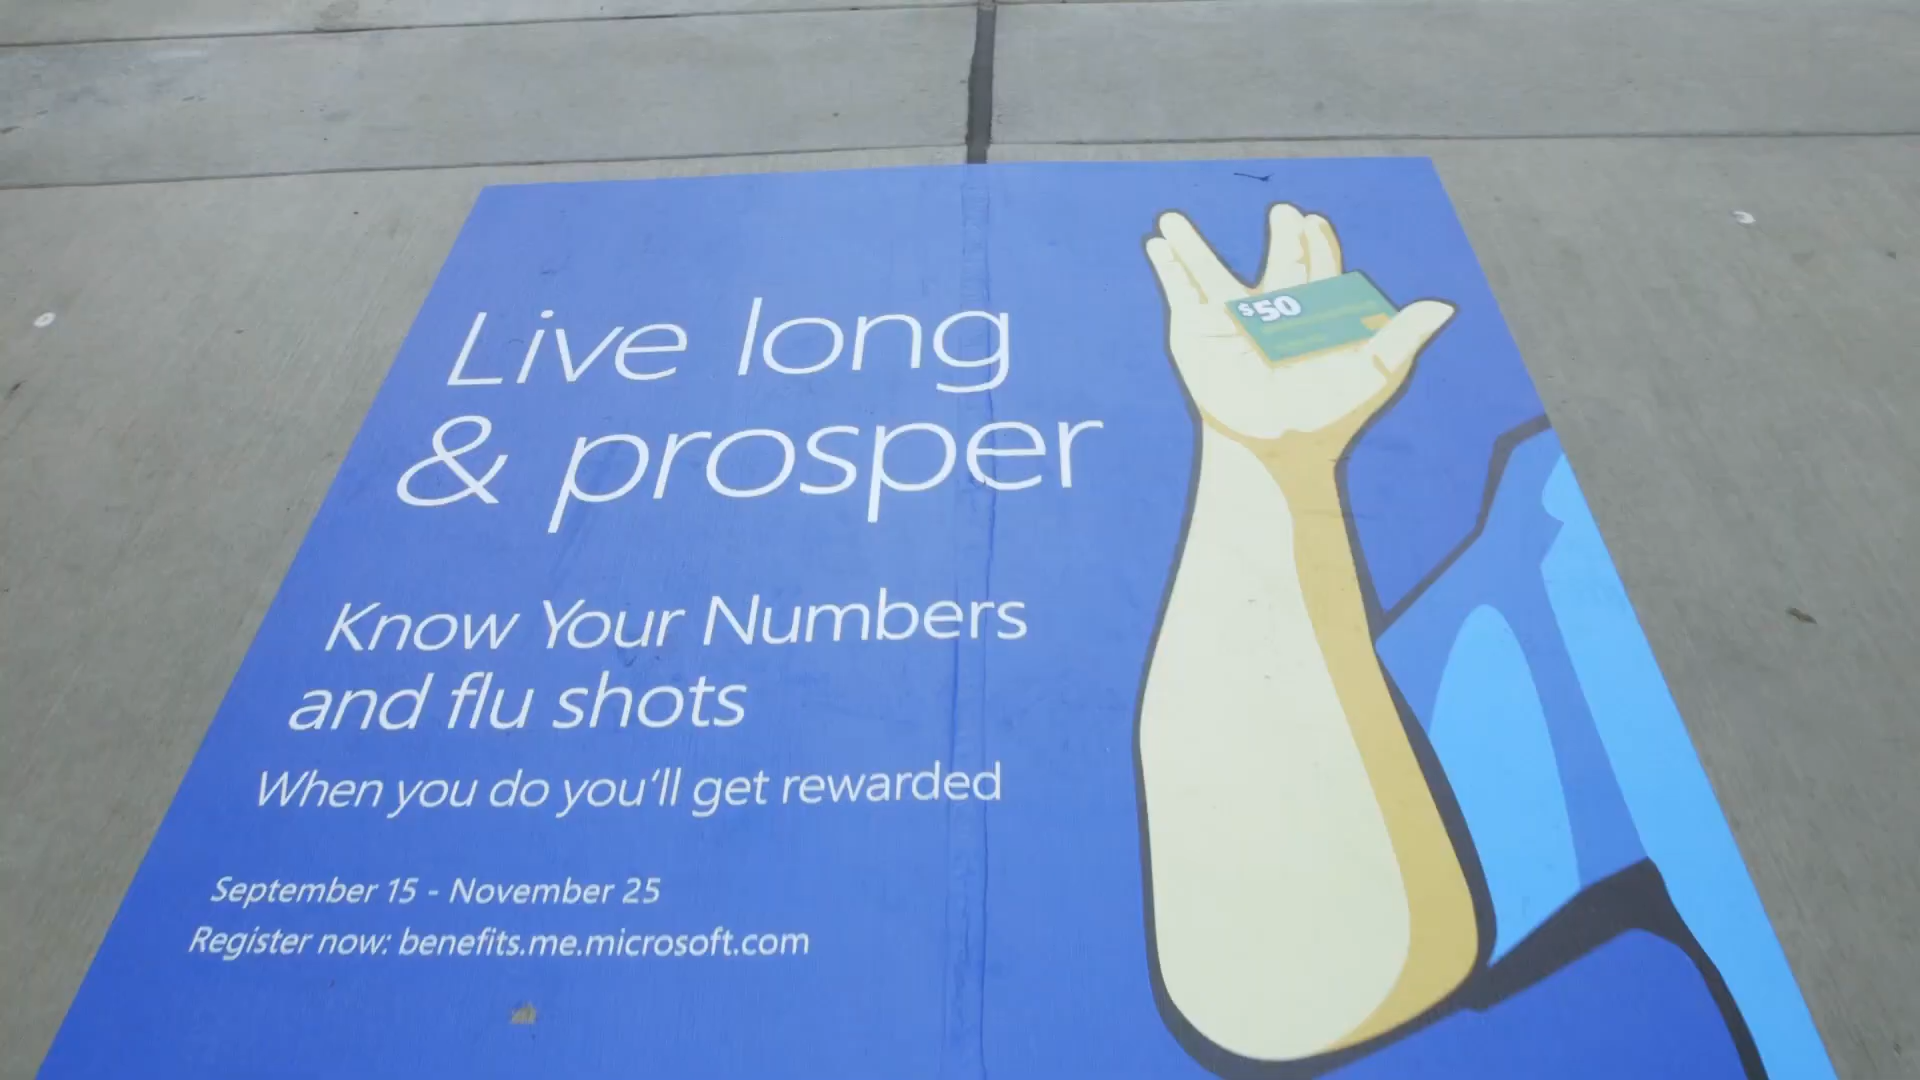 Live long
& prosper
$50
Know Your Numbers
and flu shots
When you do you'll get rewarded
September 15 - November 25
Register now: benefits.me.microsoft.com